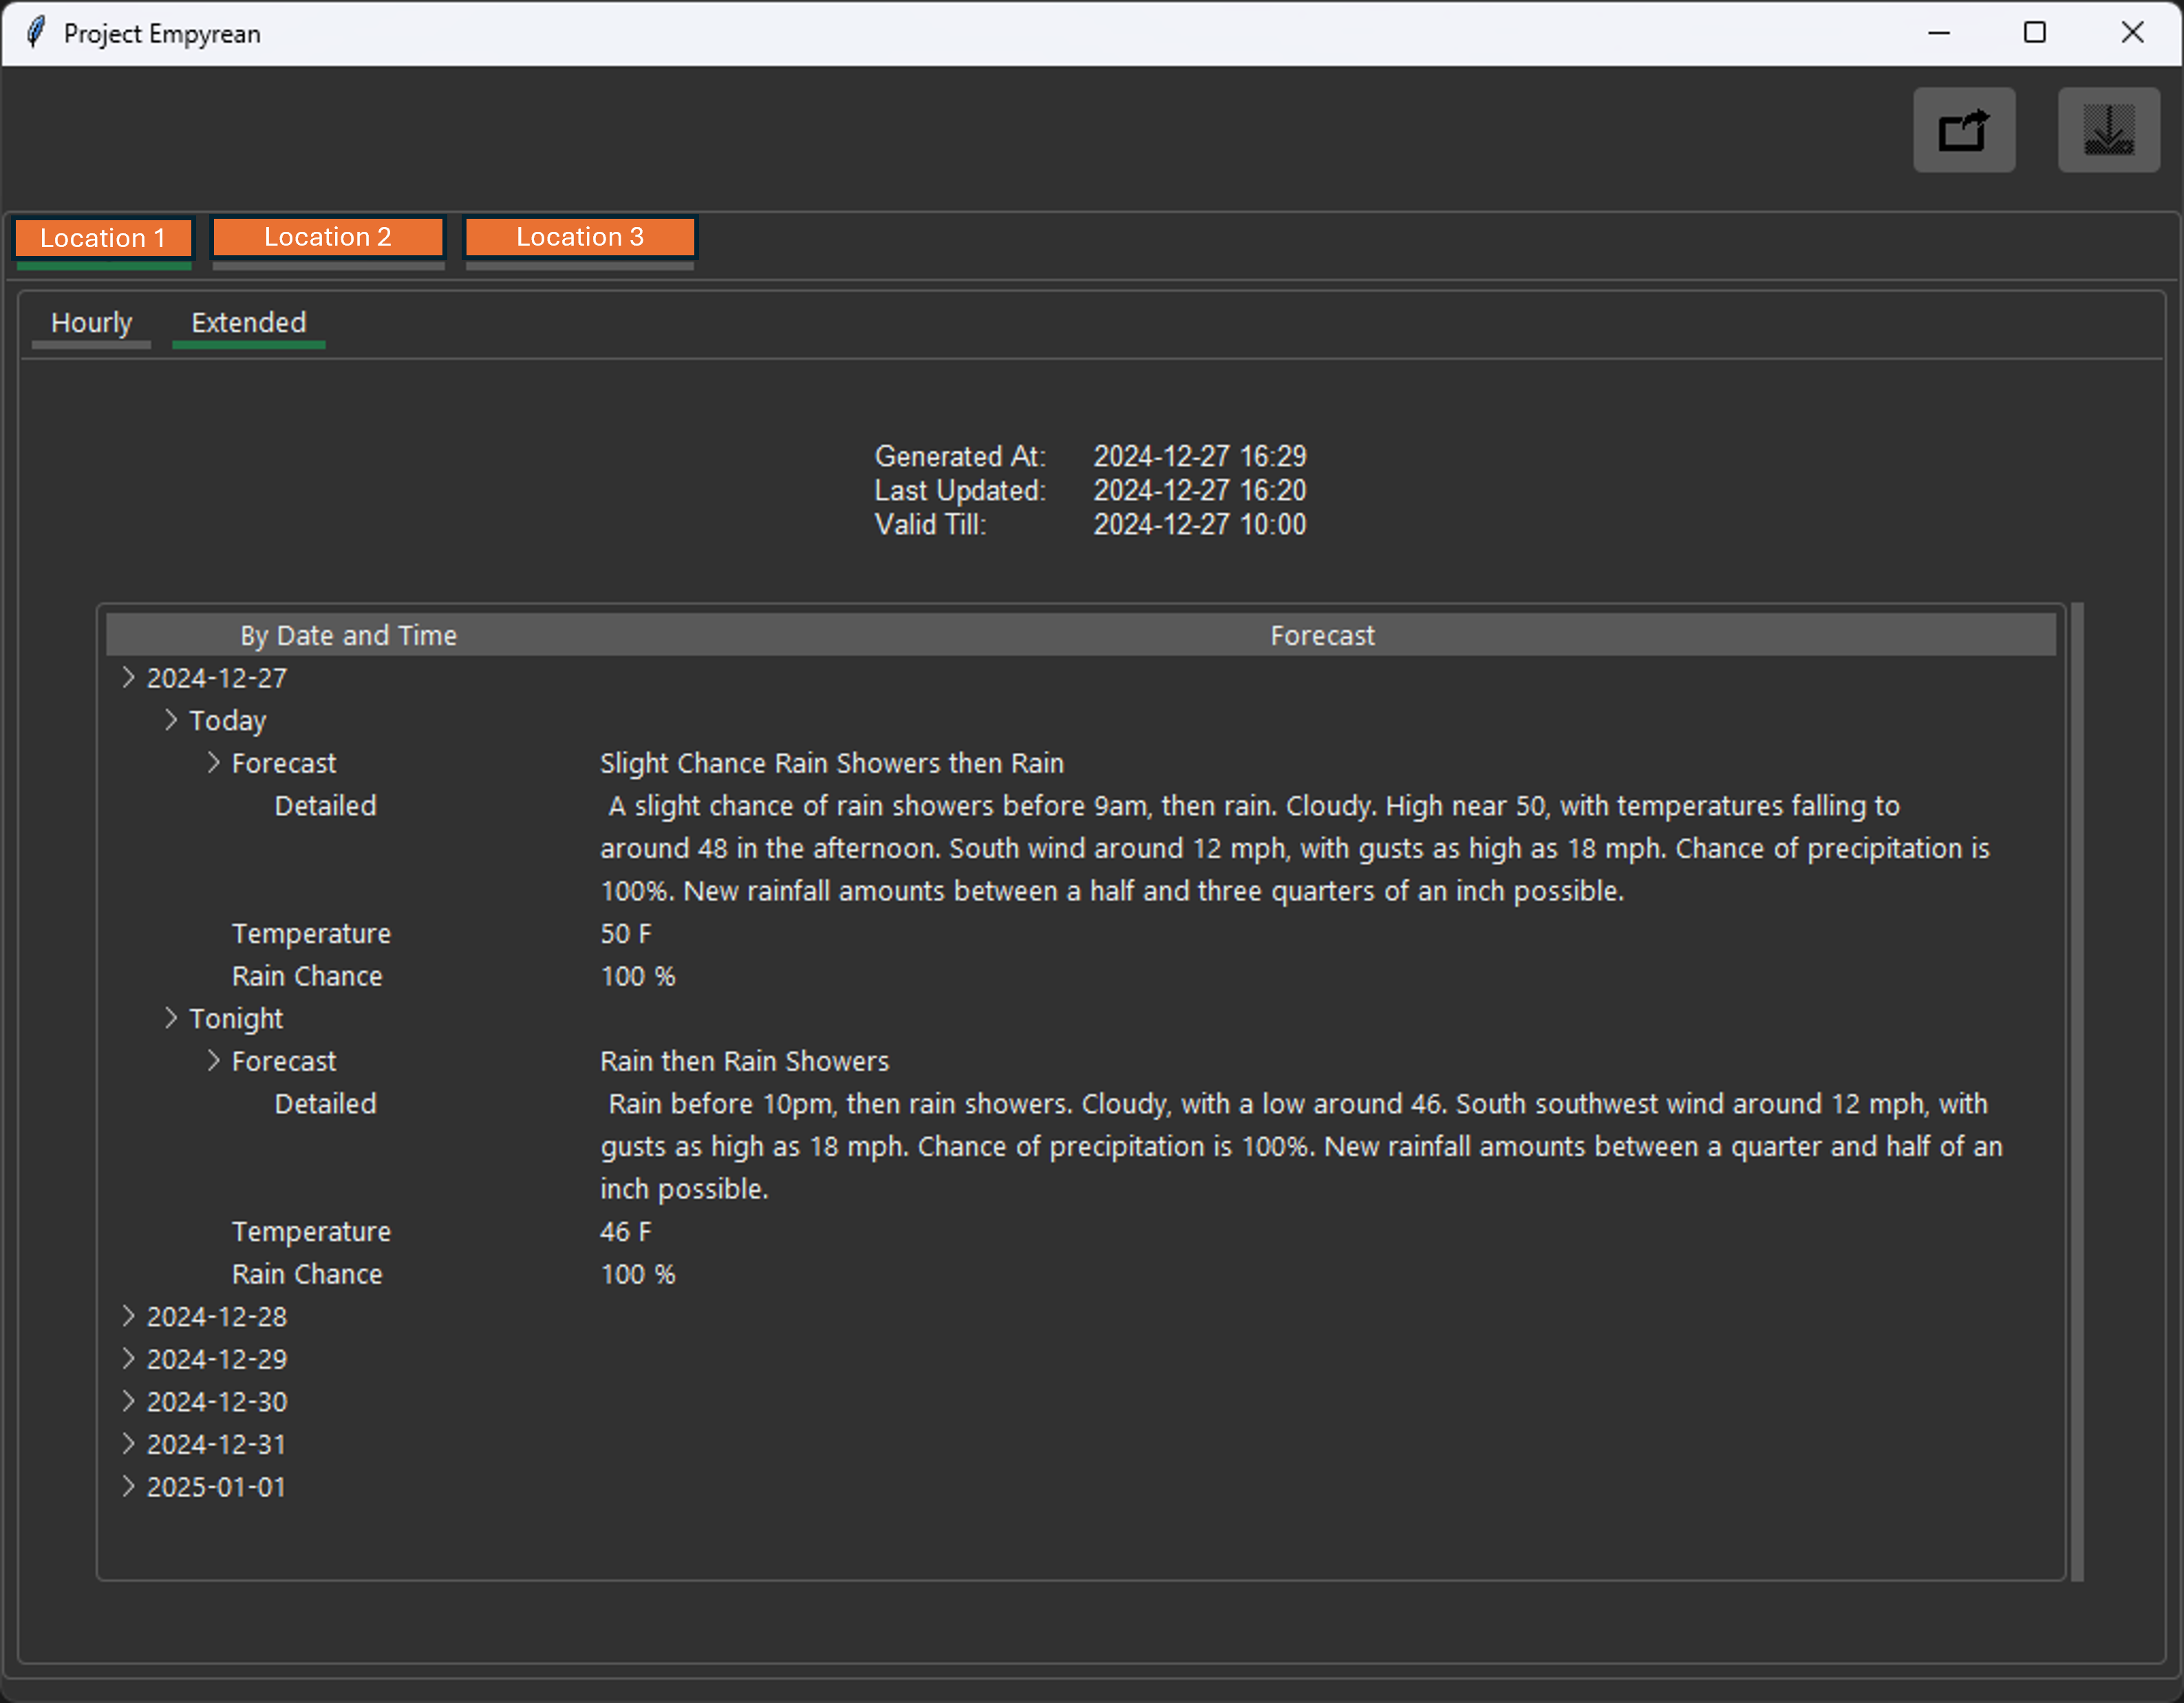 Project Empyrean
Location 1
Location 2
Location 3
Hourly
Extended
Generated At: 2024-12-27 16:29
Last Updated: 2024-12-27 16:20
Valid Till: 2024-12-27 10:00
By Date and Time Forecast
2024-12-27
Today
Forecast Slight Chance Rain Showers then Rain
Detailed A slight chance of rain showers before 9am, then rain. Cloudy. High near 50, with temperatures falling to
around 48 in the afternoon. South wind around 12 mph, with gusts as high as 18 mph. Chance of precipitation is
100%. New rainfall amounts between a half and three quarters of an inch possible.
Temperature 50 F
Rain Chance 100 %
Tonight
Forecast Rain then Rain Showers
Detailed Rain before 10pm, then rain showers. Cloudy, with a low around 46. South southwest wind around 12 mph, with
gusts as high as 18 mph. Chance of precipitation is 100%. New rainfall amounts between a quarter and half of an
inch possible.
Temperature 46 F
Rain Chance 100 %
2024-12-28
2024-12-29
2024-12-30
2024-12-31
2025-01-01